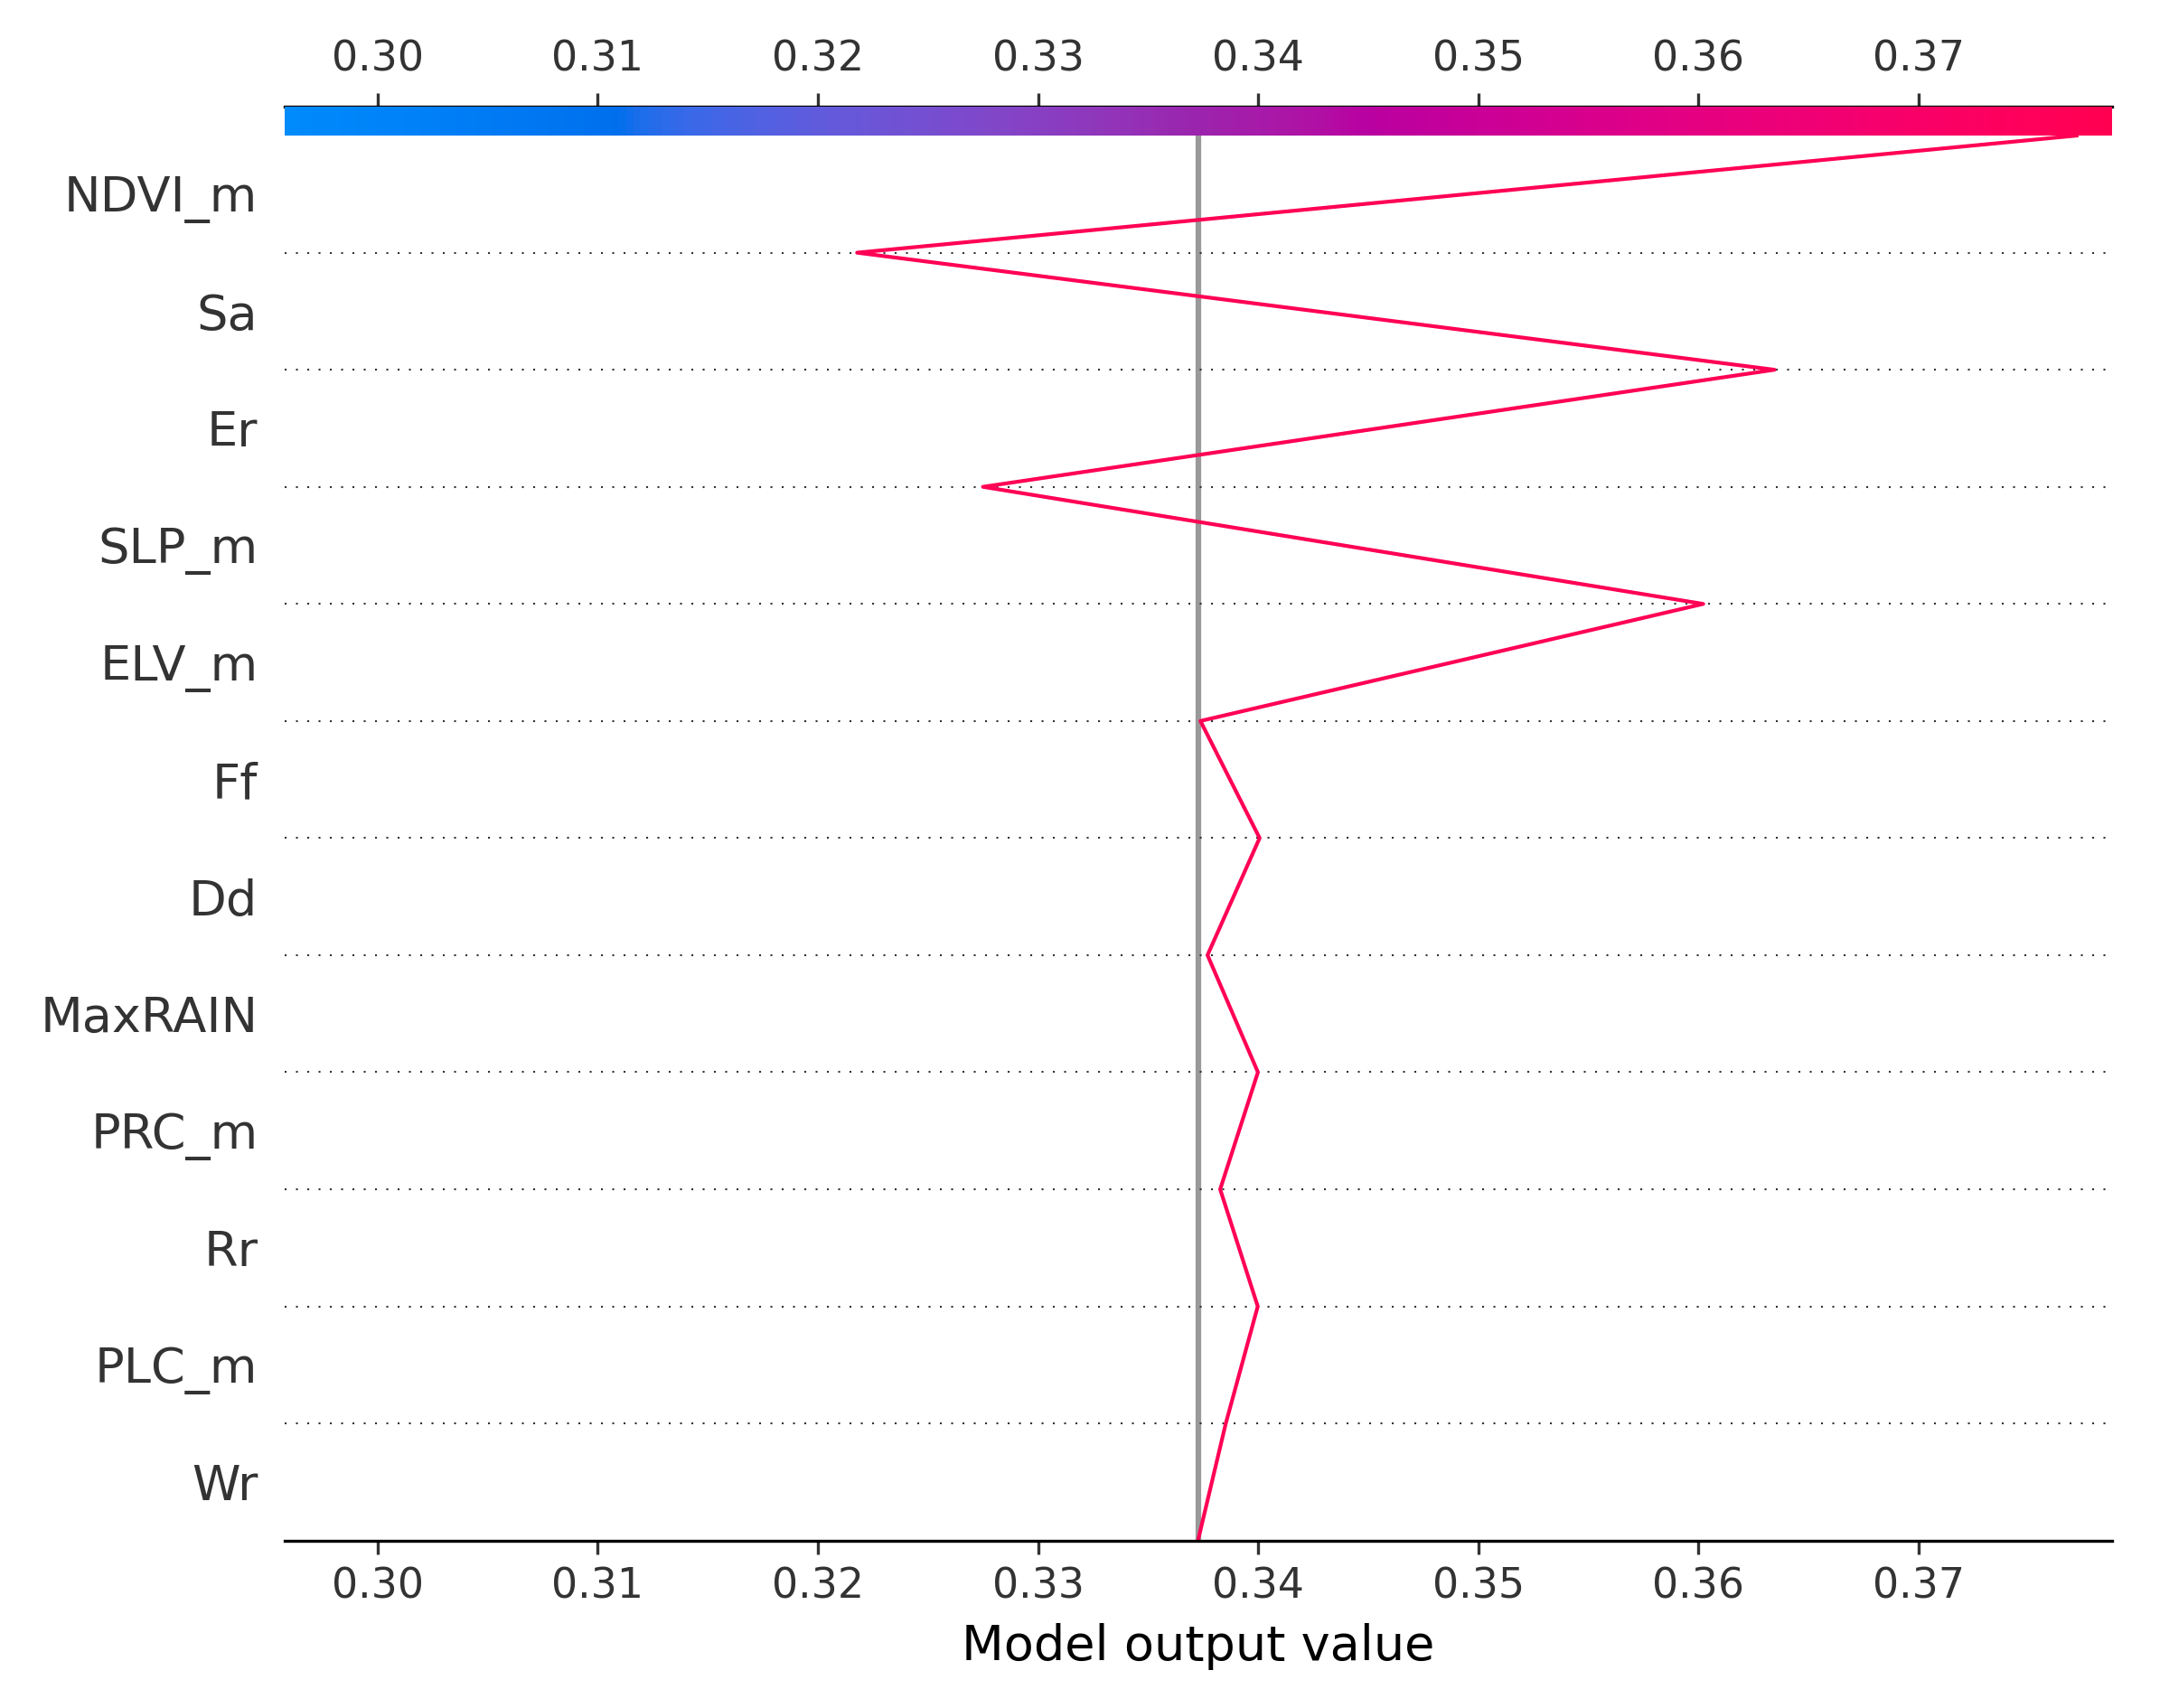 0.30 0.31 0.32 0.33 0.34 0.35 0.36 0.37
NDVI_m
Sa
Er
SLP_m
ELV_m
Ff
Dd
MaxRAIN
PRC_m
Rr
PLC_m
Wr
0.30 0.31 0.32 0.33 0.34 0.35 0.36 0.37
Model output value